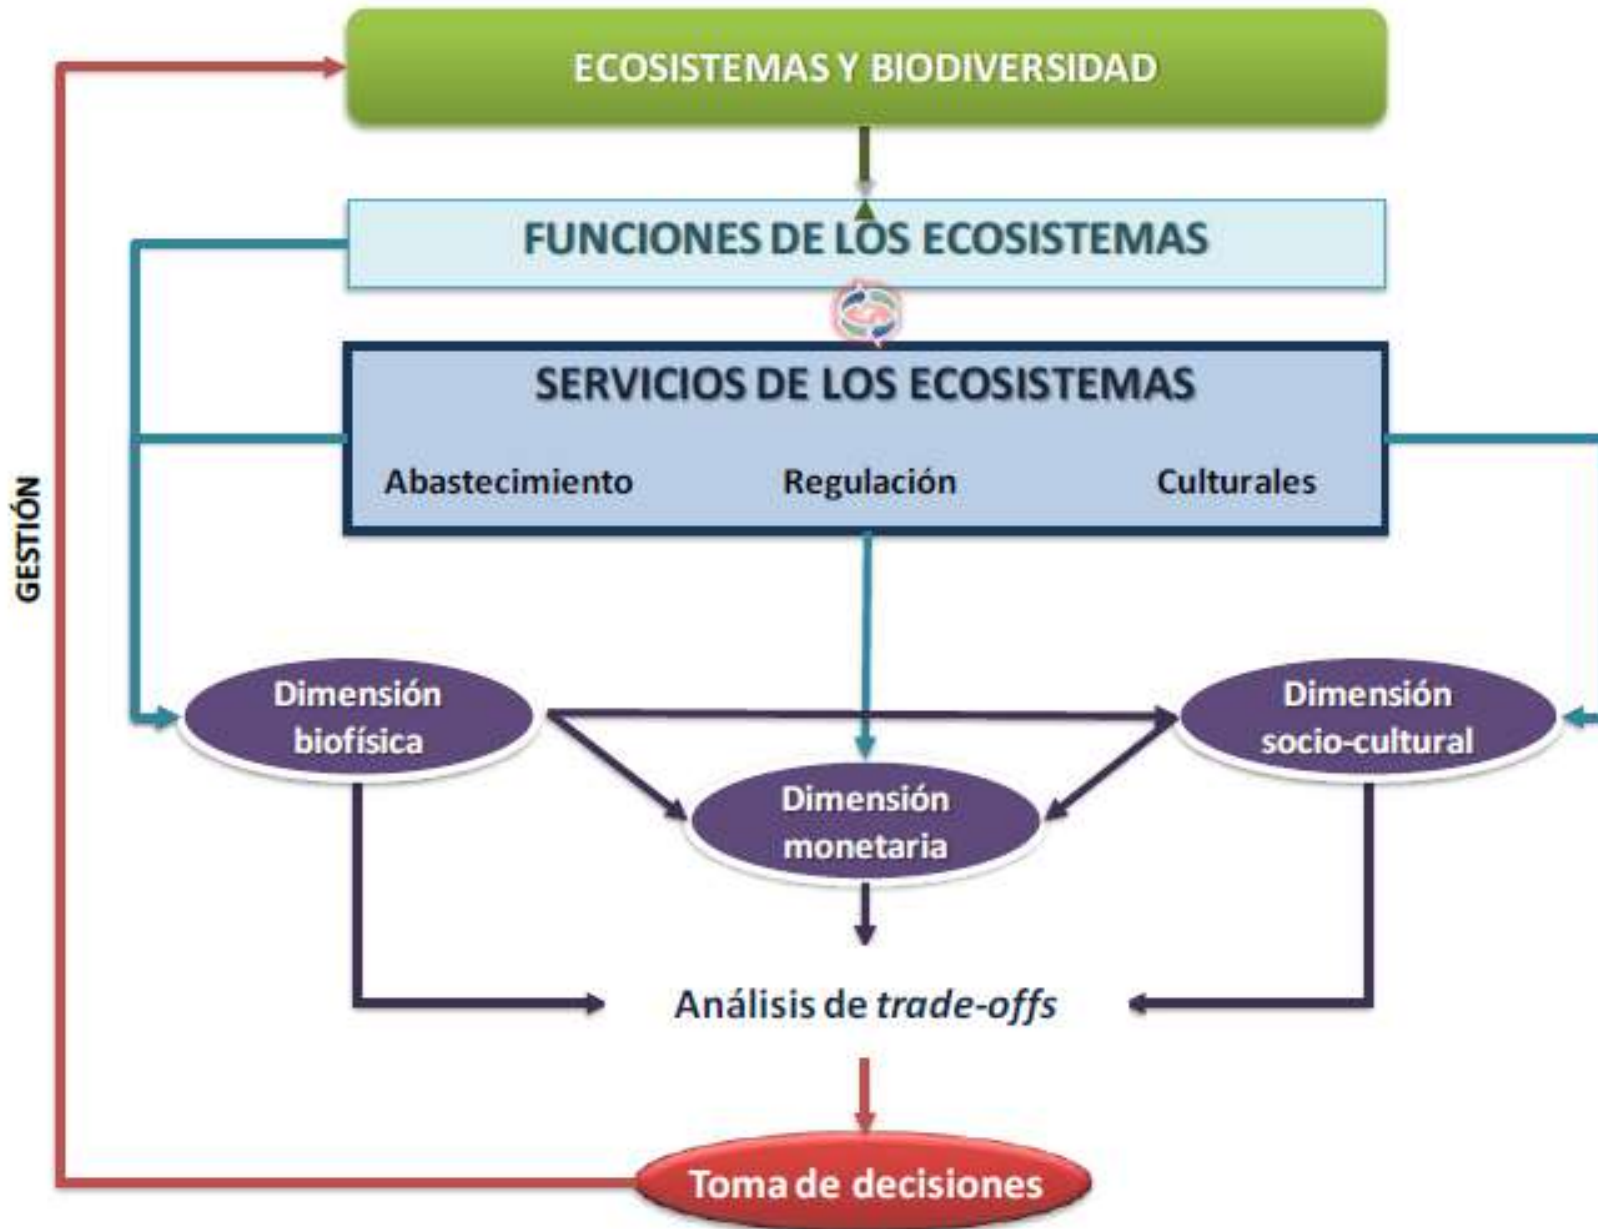 ECOSISTEMAS Y BIODIVERSIDAD
FUNCIONES DE LOS ECOSISTEMAS
SERVICIOS DE LOS ECOSISTEMAS
Abastecimiento Regulación Culturales
GESTIÓN
Dimensión
biofísica
Dimensión
socio-cultural
Dimensión
monetaria
Análisis de trade-offs
Toma de decisiones